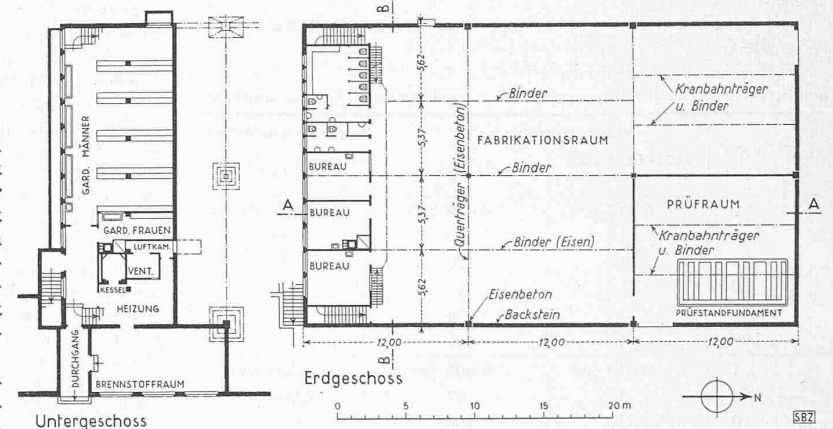 GARD. MÄNNER
GARD. FRAUEN
LUFTKAM.
VENT.
KESSEL
HEIZUNG
DURCHGANG
BRENNSTOFFRAUM
Untergeschoss
B
5,62
5,37
5,37
5,62
BUREAU
BUREAU
BUREAU
A
Binder
FABRIKATIONSRAUM
Querträger (Eisenbeton)
Binder
Binder (Eisen)
Eisenbeton
Backstein
Kranbahnträger
u. Binder
PRÜFRAUM
A
Kranbahnträger
u. Binder
PRÜFSTANDFUNDAMENT
12,00
12,00
12,00
B
Erdgeschoss
0 5 10 15 20 m
N
SBZ